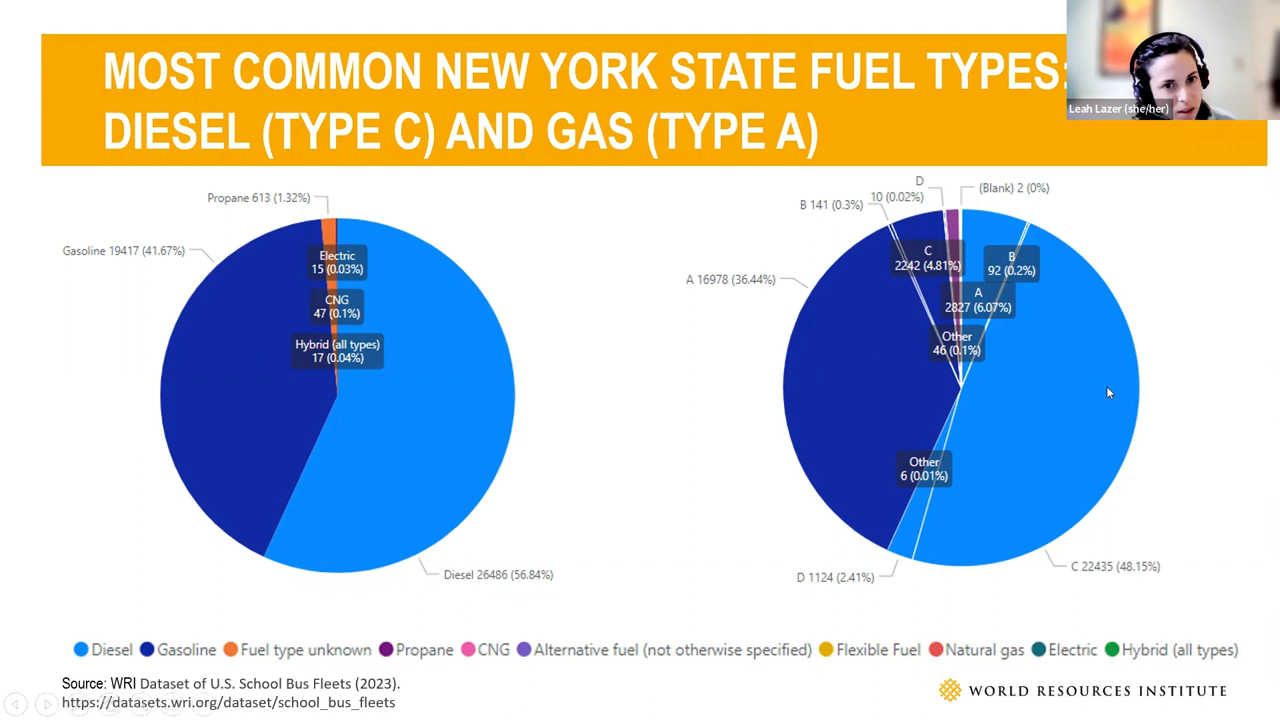 MOST COMMON NEW YORK STATE FUEL TYPES:
DIESEL (TYPE C) AND GAS (TYPE A)
Leah Lazer (she/her)
Propane 613 (1.32%)
Gasoline 19417 (41.67%)
Electric
15 (0.03%)
CNG
47 (0.1%)
Hybrid (all types)
17 (0.04%)
Diesel 26486 (56.84%)
D
10 (0.02%)
(Blank) 2 (0%)
B 141 (0.3%)
C
2242 (4.81%)
B
92 (0.2%)
A 16978 (36.44%)
A
2827 (6.07%)
Other
46 (0.1%)
Other
6 (0.01%)
D 1124 (2.41%)
C 22435 (48.15%)
Diesel
Gasoline
Fuel type unknown
Propane
CNG
Alternative fuel (not otherwise specified)
Flexible Fuel
Natural gas
Electric
Hybrid (all types)
Source: WRI Dataset of U.S. School Bus Fleets (2023).
https://datasets.wri.org/dataset/school_bus_fleets
WORLD RESOURCES INSTITUTE